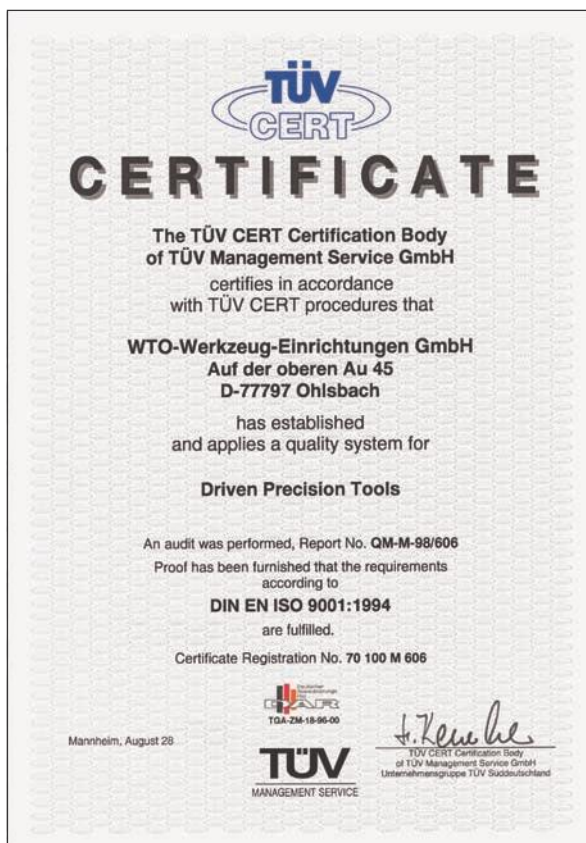 TÜV
CERT
CERTIFICATE
The TÜV CERT Certification Body
of TÜV Management Service GmbH
certifies in accordance
with TÜV CERT procedures that
WTO-Werkzeug-Einrichtungen GmbH
Auf der oberen Au 45
D-77797 Ohlsbach
has established
and applies a quality system for
Driven Precision Tools
An audit was performed, Report No. QM-M-98/606
Proof has been furnished that the requirements
according to
DIN EN ISO 9001:1994
are fulfilled.
Certificate Registration No. 70 100 M 606
DAR
TGA-ZM-18-96-00
Mannheim, August 28
TÜV
MANAGEMENT SERVICE
TÜV CERT Certification Body
of TÜV Management Service GmbH
Unternehmensgruppe TÜV Süddeutschland